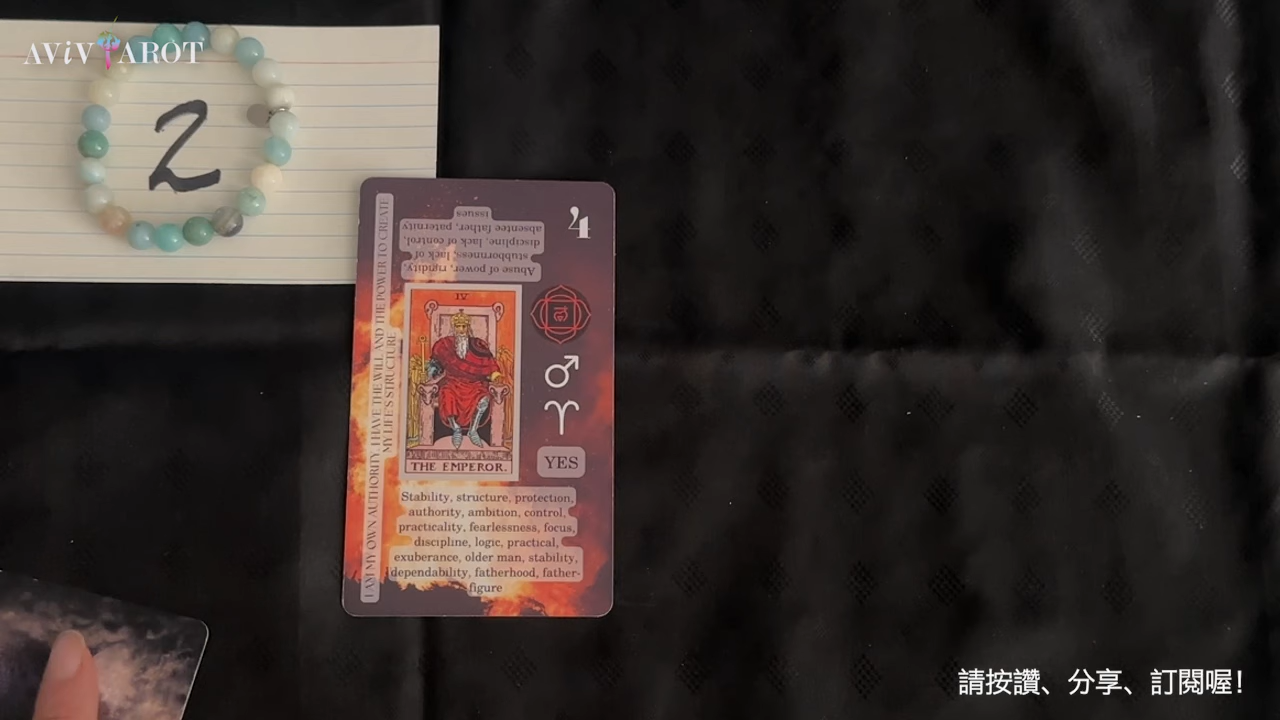 AViV TAROT
2
4
Abuse of power, rigidity,
stubbornness, lack of
discipline, lack of control,
absentee father, paternity
issues
I AM MY OWN AUTHORITY. I HAVE THE WILL AND THE POWER TO CREATE
MY LIFE'S STRUCTURE
IV
THE EMPEROR.
YES
Stability, structure, protection,
authority, ambition, control,
practicality, fearlessness, focus,
discipline, logic, practical,
exuberance, older man, stability,
dependability, fatherhood, father-
figure
請按讚、分享、訂閱喔!